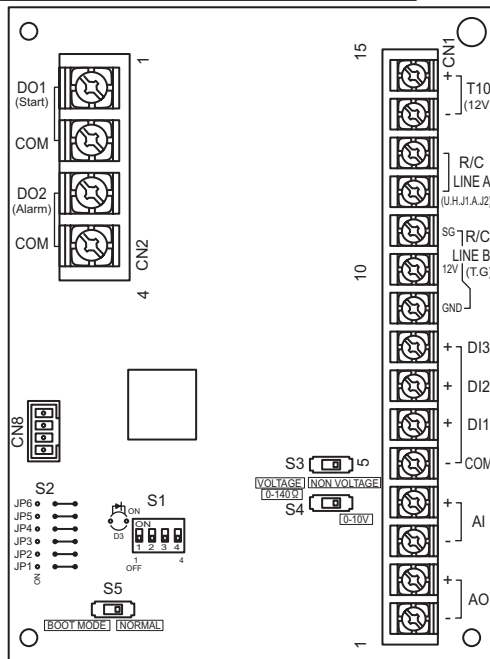 1
DO1
(Start)
COM
DO2
(Alarm)
COM
CN2
4
15
CN1
+
T10
(12V
-
R/C
LINE A
(U.H.J1.A.J2)
SG
R/C
LINE B
12V
(T.G)
10
GND
+ DI3
+ DI2
+ DI1
- COM
+
AI
-
+
AO
-
1
CN8
S3
5
VOLTAGE
NON VOLTAGE
0-140Ω
S4
0-10V
S2
JP6
JP5
JP4
JP3
JP2
JP1
ON
ON
D3
S1
ON
1 2 3 4
1
4
OFF
S5
BOOT MODE
NORMAL